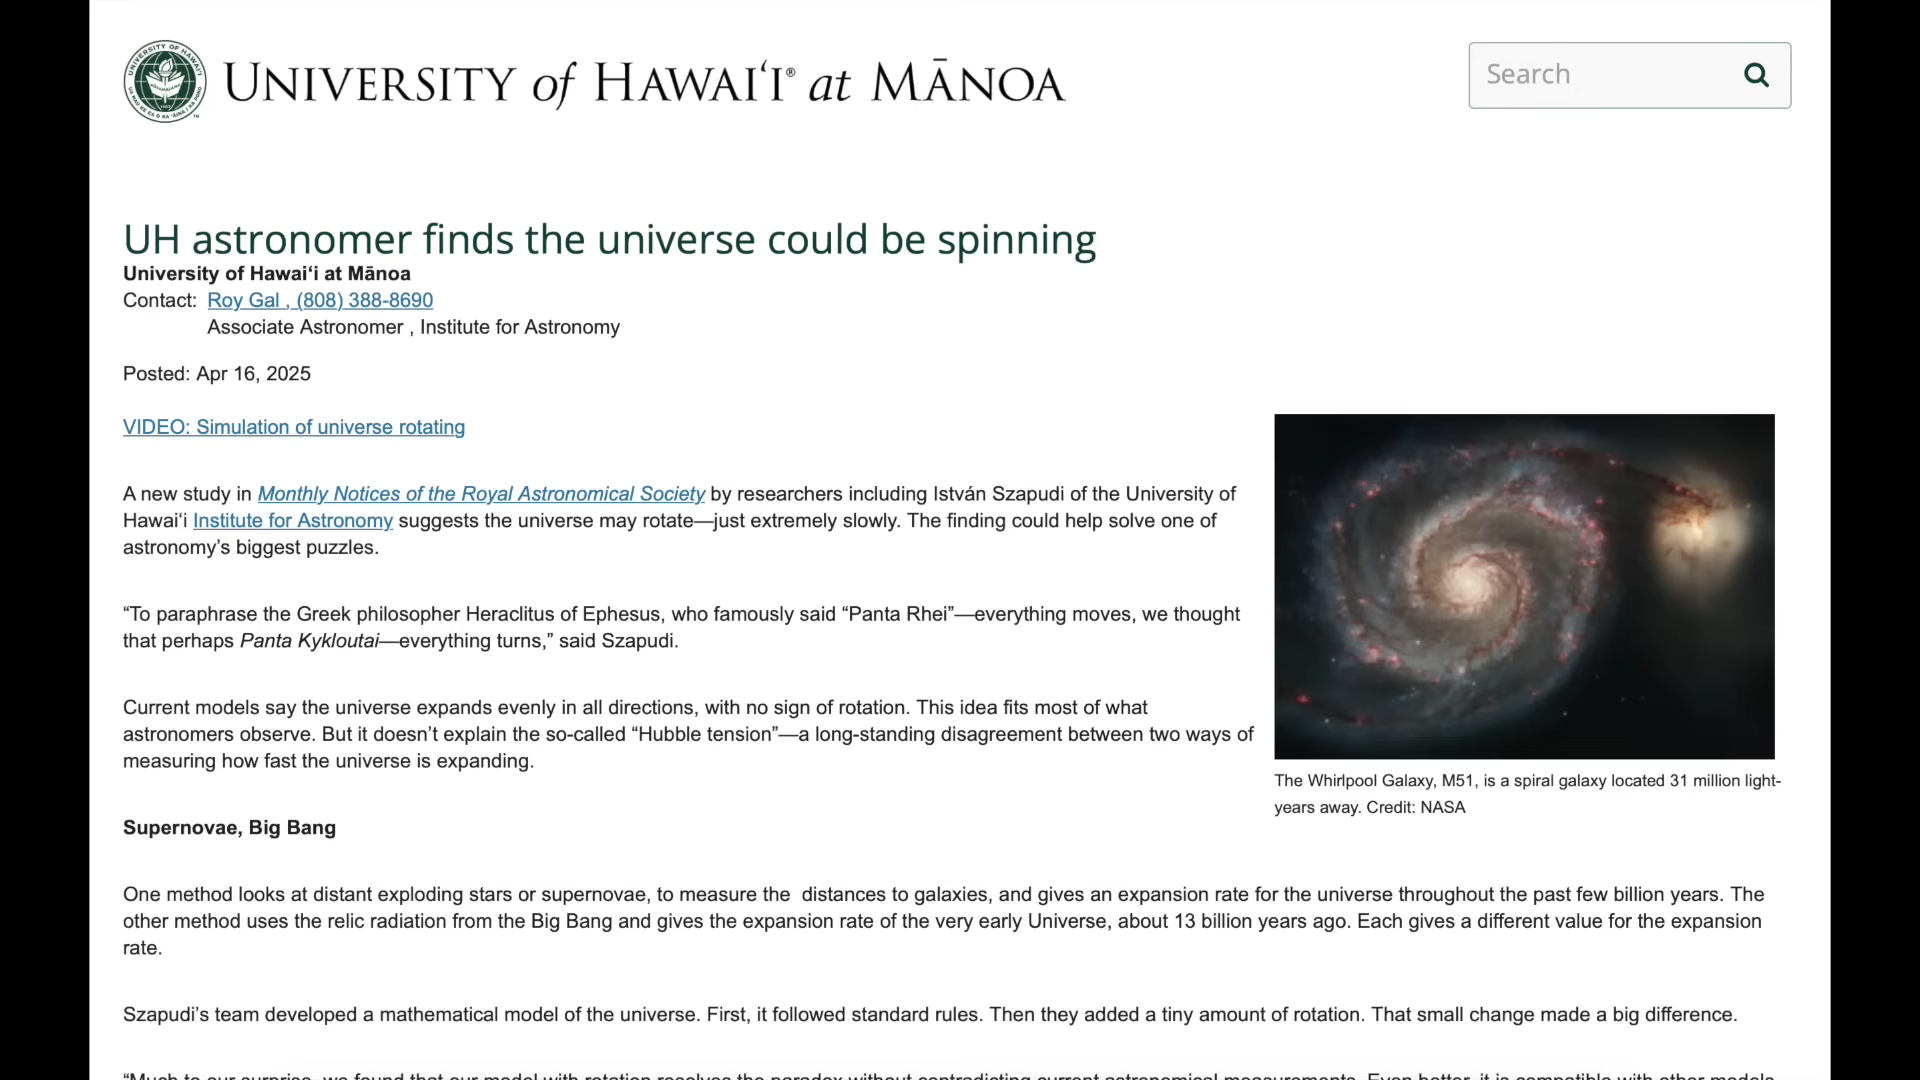 UNIVERSITY of HAWAIʻI® at MĀNOA
Search
UH astronomer finds the universe could be spinning
University of Hawaiʻi at Mānoa
Contact: Roy Gal , (808) 388-8690
Associate Astronomer , Institute for Astronomy
Posted: Apr 16, 2025
VIDEO: Simulation of universe rotating
A new study in Monthly Notices of the Royal Astronomical Society by researchers including István Szapudi of the University of
Hawaiʻi Institute for Astronomy suggests the universe may rotate—just extremely slowly. The finding could help solve one of
astronomy’s biggest puzzles.
“To paraphrase the Greek philosopher Heraclitus of Ephesus, who famously said “Panta Rhei”—everything moves, we thought
that perhaps Panta Kykloutai—everything turns,” said Szapudi.
Current models say the universe expands evenly in all directions, with no sign of rotation. This idea fits most of what
astronomers observe. But it doesn’t explain the so-called “Hubble tension”—a long-standing disagreement between two ways of
measuring how fast the universe is expanding.
The Whirlpool Galaxy, M51, is a spiral galaxy located 31 million light-
years away. Credit: NASA
Supernovae, Big Bang
One method looks at distant exploding stars or supernovae, to measure the distances to galaxies, and gives an expansion rate for the universe throughout the past few billion years. The
other method uses the relic radiation from the Big Bang and gives the expansion rate of the very early Universe, about 13 billion years ago. Each gives a different value for the expansion
rate.
Szapudi’s team developed a mathematical model of the universe. First, it followed standard rules. Then they added a tiny amount of rotation. That small change made a big difference.
“Much to our surprise, we found that our model with rotation resolves the paradox without contradicting current astronomical measurements. Even better, it is compatible with other models